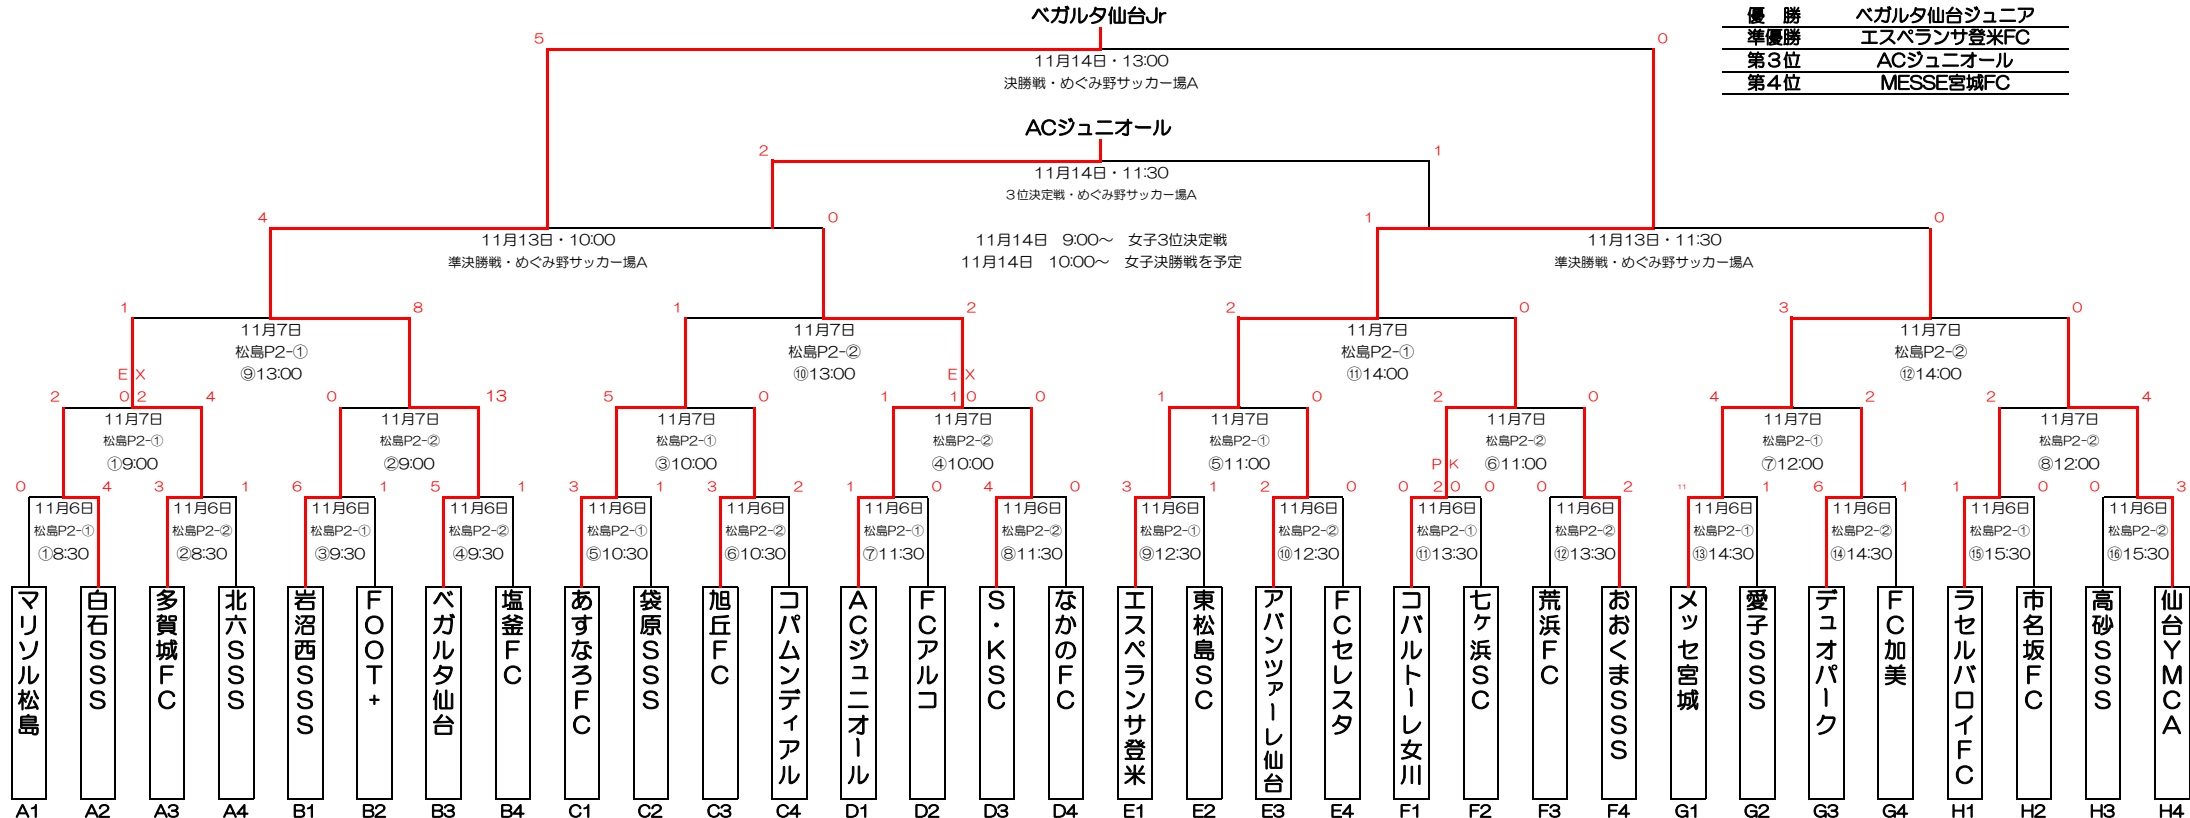 ベガルタ仙台Jr
優　勝　ベガルタ仙台ジュニア
準優勝　エスペランサ登米FC
第３位　ACジュニオール
第４位　MESSE宮城FC
5 0
11月14日・13:00
決勝戦・めぐみ野サッカー場A
ACジュニオール
2 1
11月14日・11:30
３位決定戦・めぐみ野サッカー場A
4 0 1 0
11月13日・10:00 11月14日　9:00～　女子3位決定戦 11月13日・11:30
準決勝戦・めぐみ野サッカー場A 11月14日　10:00～　女子決勝戦を予定 準決勝戦・めぐみ野サッカー場A
1 8 1 2 2 0 3 0
11月7日 11月7日 11月7日 11月7日
松島P2-① 松島P2-② 松島P2-① 松島P2-②
⑨13:00 ⑩13:00 ⑪14:00 ⑫14:00
EX EX
2 0 2 4 0 13 5 0 1 1 0 0 1 0 2 0 4 2 2 4
11月7日 11月7日 11月7日 11月7日 11月7日 11月7日 11月7日 11月7日
松島P2-① 松島P2-② 松島P2-① 松島P2-② 松島P2-① 松島P2-② 松島P2-① 松島P2-②
①9:00 ②9:00 ③10:00 ④10:00 ⑤11:00 ⑥11:00 ⑦12:00 ⑧12:00
PK
0 4 3 1 6 1 5 1 3 1 3 2 1 0 4 0 3 1 2 0 0 2 0 0 0 2 11 1 6 1 1 0 0 3
11月6日 11月6日 11月6日 11月6日 11月6日 11月6日 11月6日 11月6日 11月6日 11月6日 11月6日 11月6日 11月6日 11月6日 11月6日 11月6日
松島P2-① 松島P2-② 松島P2-① 松島P2-② 松島P2-① 松島P2-② 松島P2-① 松島P2-② 松島P2-① 松島P2-② 松島P2-① 松島P2-② 松島P2-① 松島P2-② 松島P2-① 松島P2-②
①8:30 ②8:30 ③9:30 ④9:30 ⑤10:30 ⑥10:30 ⑦11:30 ⑧11:30 ⑨12:30 ⑩12:30 ⑪13:30 ⑫13:30 ⑬14:30 ⑭14:30 ⑮15:30 ⑯15:30
マリソル松島
白石SSS
多賀城FC
北六SSS
岩沼西SSS
FOOT+
ベガルタ仙台
塩釜FC
あすなろFC
袋原SSS
旭丘FC
コパムンディアル
ACジュニオール
FCアルコ
S・KSC
なかのFC
エスペランサ登米
東松島SC
アバンツァーレ仙台
FCセレスタ
コバルトーレ女川
七ヶ浜SC
荒浜FC
おおくまSSS
メッセ宮城
愛子SSS
デュオパーク
FC加美
ラセルバロイFC
市名坂FC
高砂SSS
仙台YMCA
A1 A2 A3 A4 B1 B2 B3 B4 C1 C2 C3 C4 D1 D2 D3 D4 E1 E2 E3 E4 F1 F2 F3 F4 G1 G2 G3 G4 H1 H2 H3 H4